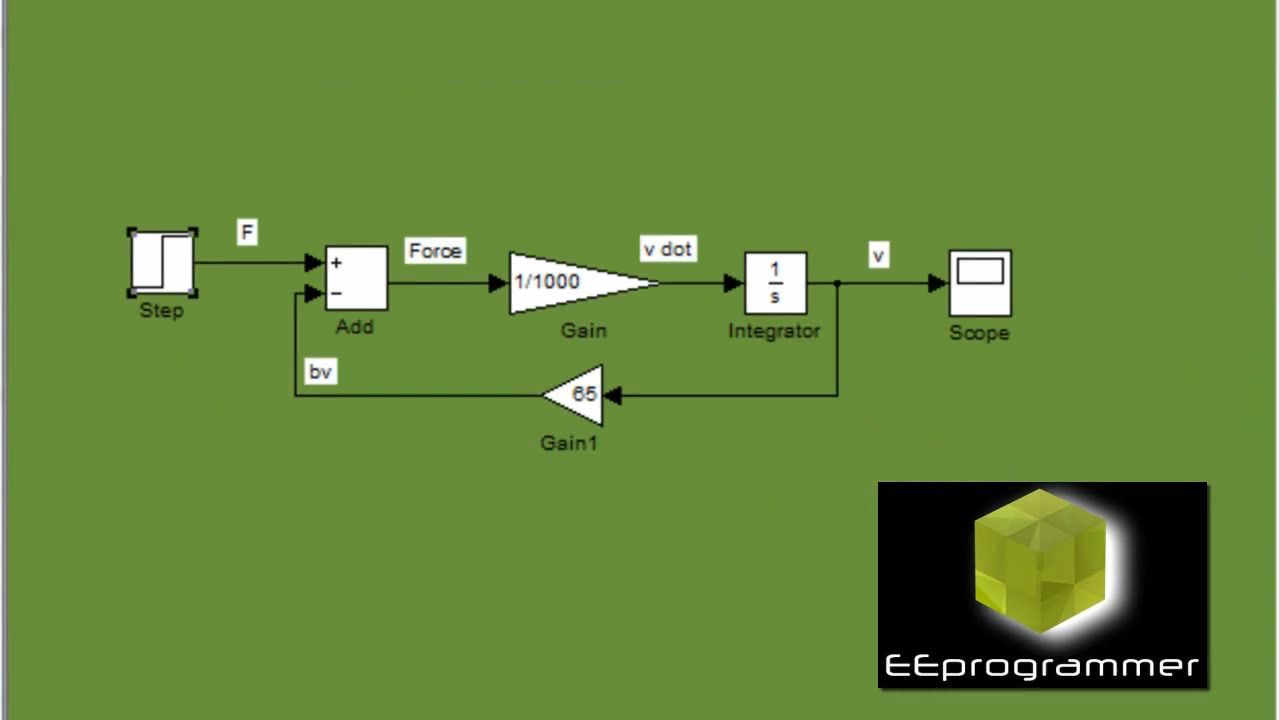 F
Force
v dot
v
+
−
1/1000
1
s
Step
Add
Gain
Integrator
Scope
bv
65
Gain1
EEprogrammer